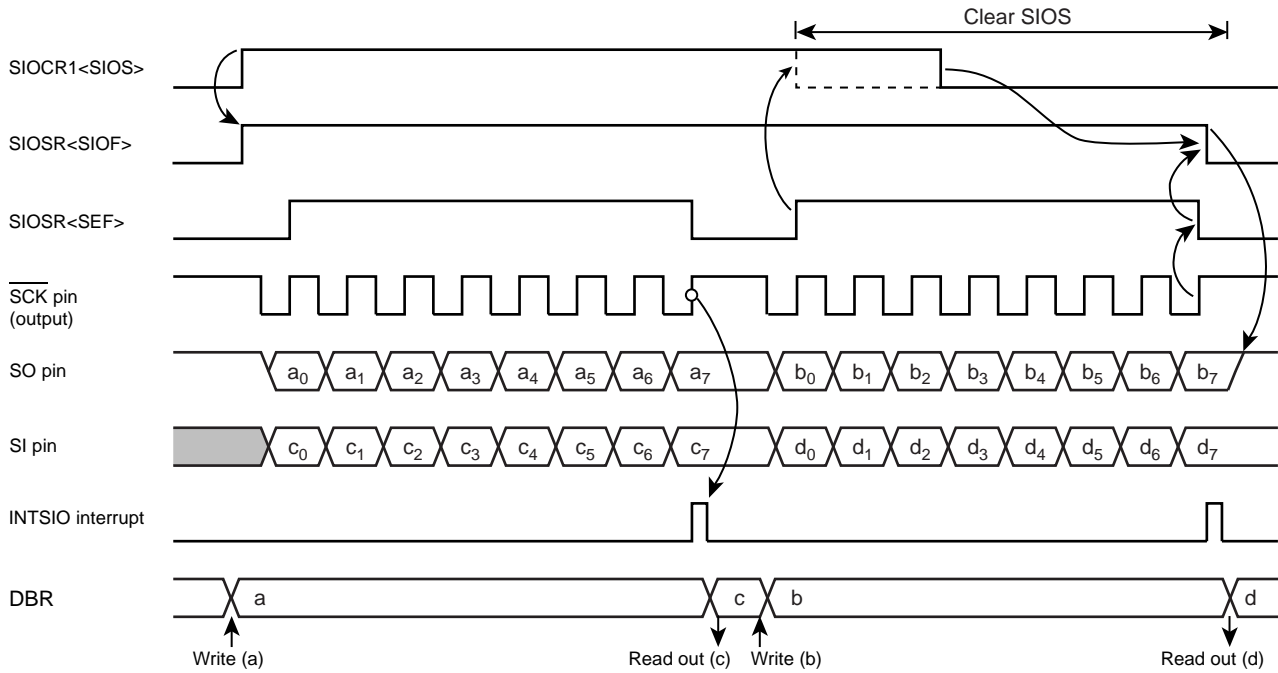 Clear SIOS
SIOCR1<SIOS>
SIOSR<SIOF>
SIOSR<SEF>
SCK pin
(output)
SO pin
a0 a1 a2 a3 a4 a5 a6 a7 b0 b1 b2 b3 b4 b5 b6 b7
SI pin
c0 c1 c2 c3 c4 c5 c6 c7 d0 d1 d2 d3 d4 d5 d6 d7
INTSIO interrupt
DBR
a c b d
Write (a) Read out (c) Write (b) Read out (d)